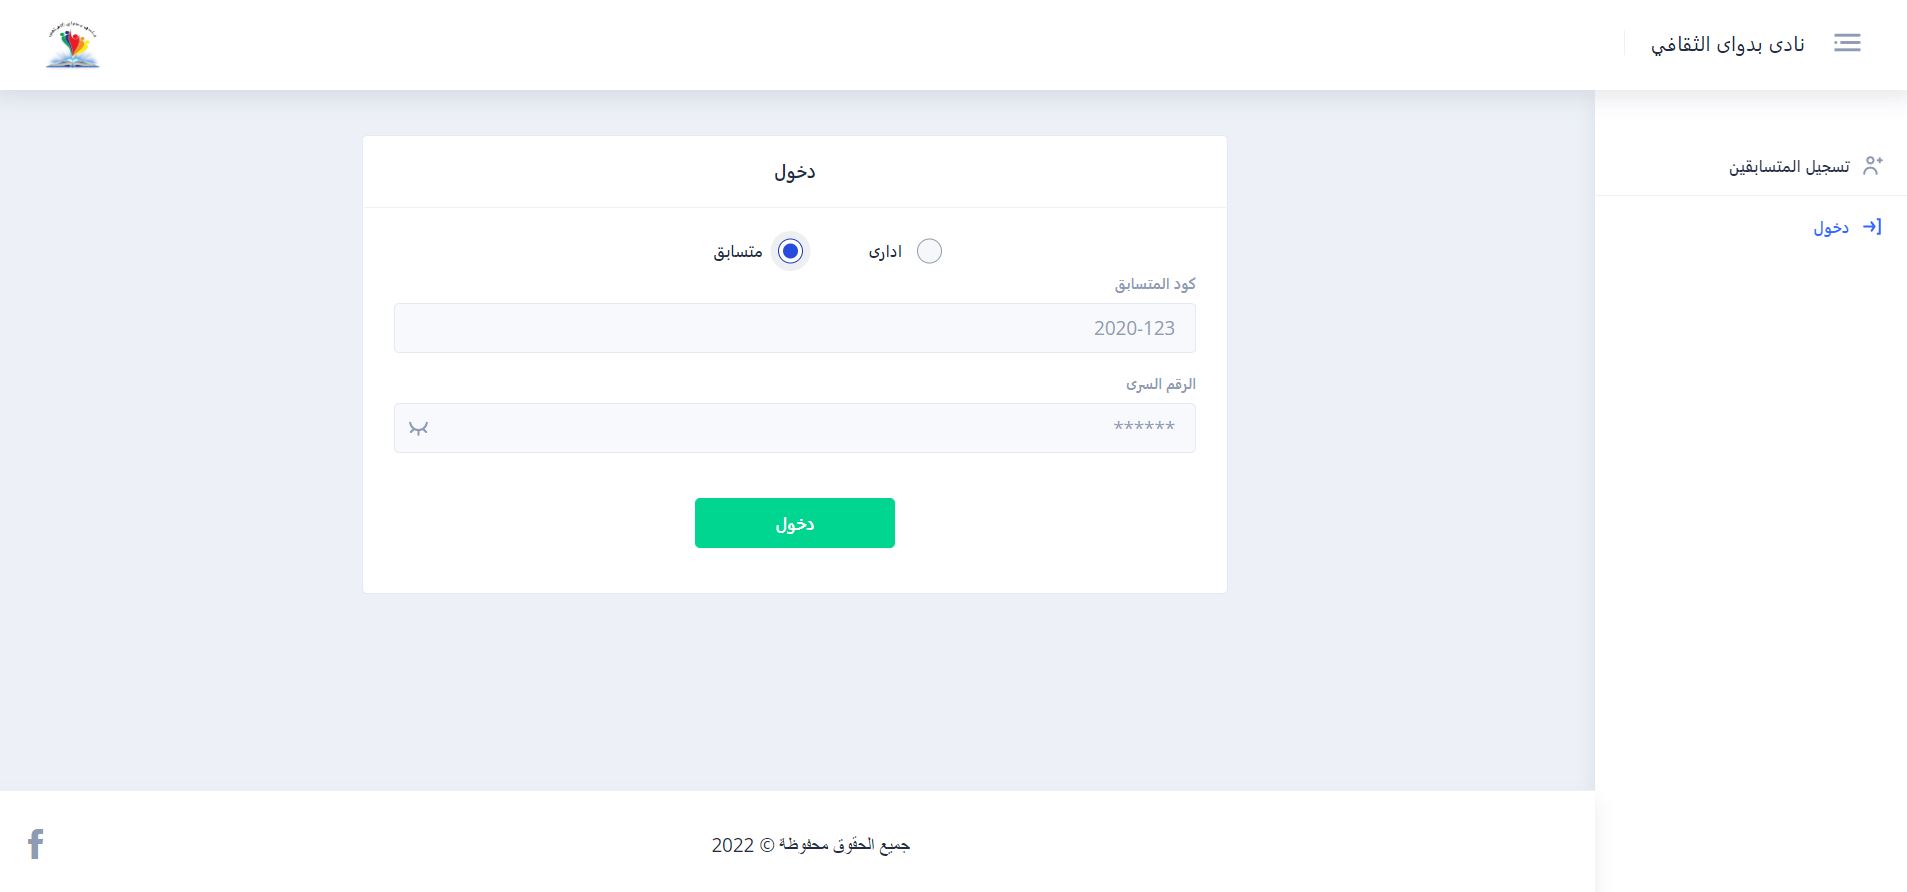 نادى بدواى الثقافي
تسجيل المتسابقين
دخول
دخول
ادارى
متسابق
كود المتسابق
2020-123
الرقم السرى
******
دخول
جميع الحقوق محفوظة © 2022